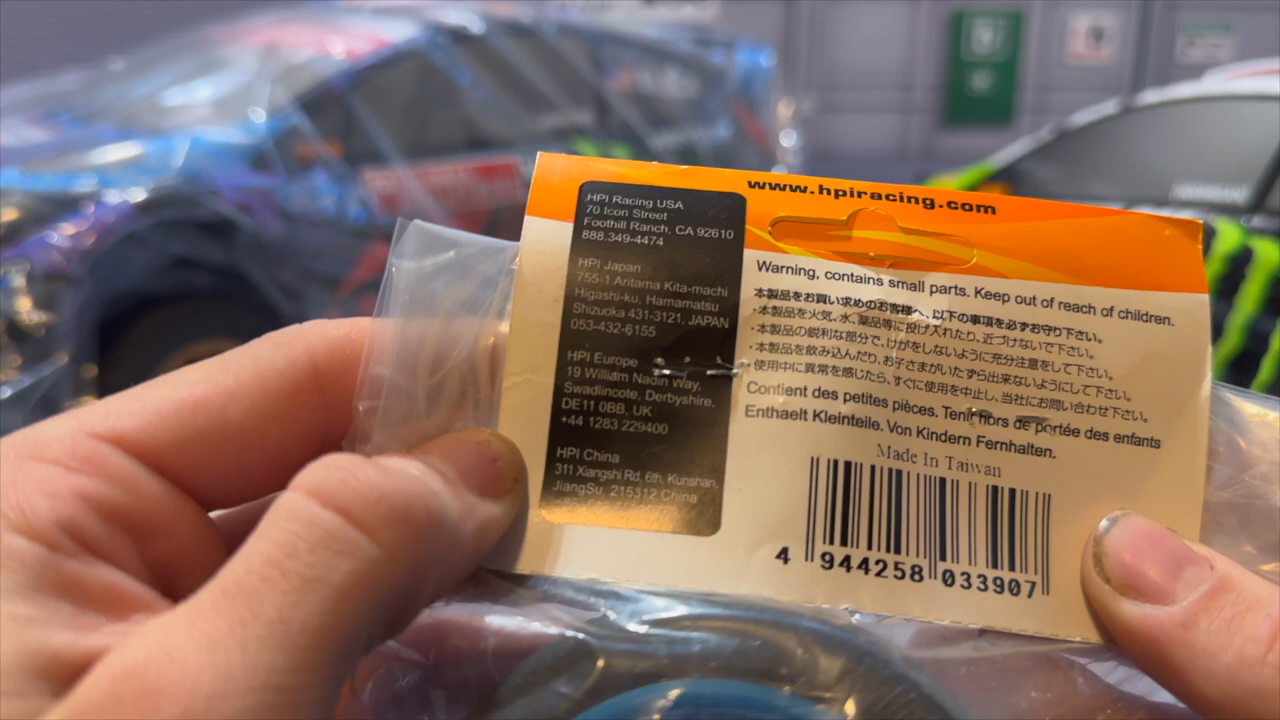 www.hpiracing.com
HPI Racing USA
70 Icon Street
Foothill Ranch, CA 92610
888.349-4474
HPI Japan
755-1 Aritama Kita-machi
Higashi-ku, Hamamatsu
Shizuoka 431-3121, JAPAN
053-432-6155
HPI Europe
19 William Nadin Way,
Swadlincote, Derbyshire,
DE11 0BB, UK
+44 1283 229400
HPI China
311 Xiangshi Rd. 6th, Kunshan,
JiangSu, 215312 China
Warning, contains small parts. Keep out of reach of children.
本製品をお買い求めのお客様へ、以下の事項を必ずお守り下さい。
・本製品を火気、水、薬品等に投げ入れたり、近づけないで下さい。
・本製品の鋭利な部分で、けがをしないように充分注意をして下さい。
・本製品を飲み込んだり、お子さまがいたずら出来ないようにして下さい。
・使用中に異常を感じたら、すぐに使用を中止し、当社にお問い合わせ下さい。
Contient des petites pièces. Tenir hors de portée des enfants
Enthaelt Kleinteile. Von Kindern Fernhalten.
Made In Taiwan
4 944258 033907